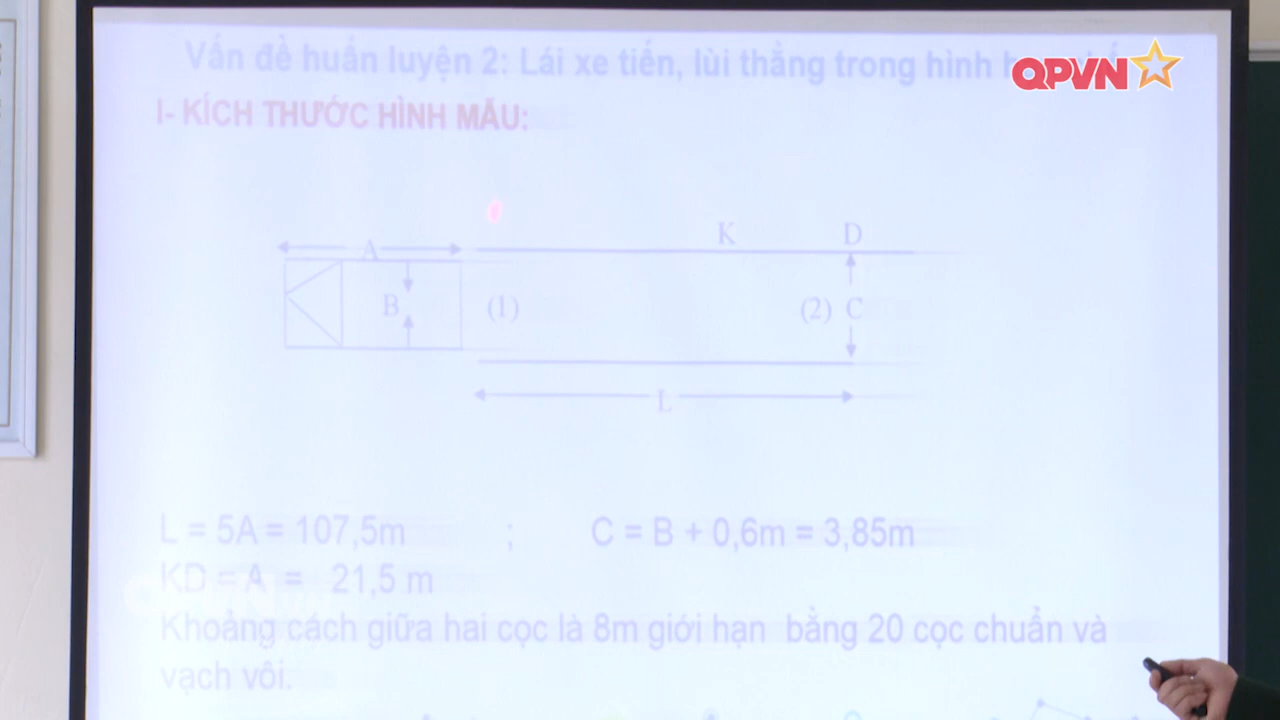 Vấn đề huấn luyện 2: Lái xe tiến, lùi thẳng trong hình
QPVN
I- KÍCH THƯỚC HÌNH MẪU:
K D
A
B (1) (2) C
L
L = 5A = 107,5m ; C = B + 0,6m = 3,85m
KD = A = 21,5 m
Khoảng cách giữa hai cọc là 8m giới hạn bằng 20 cọc chuẩn và
vạch vôi.